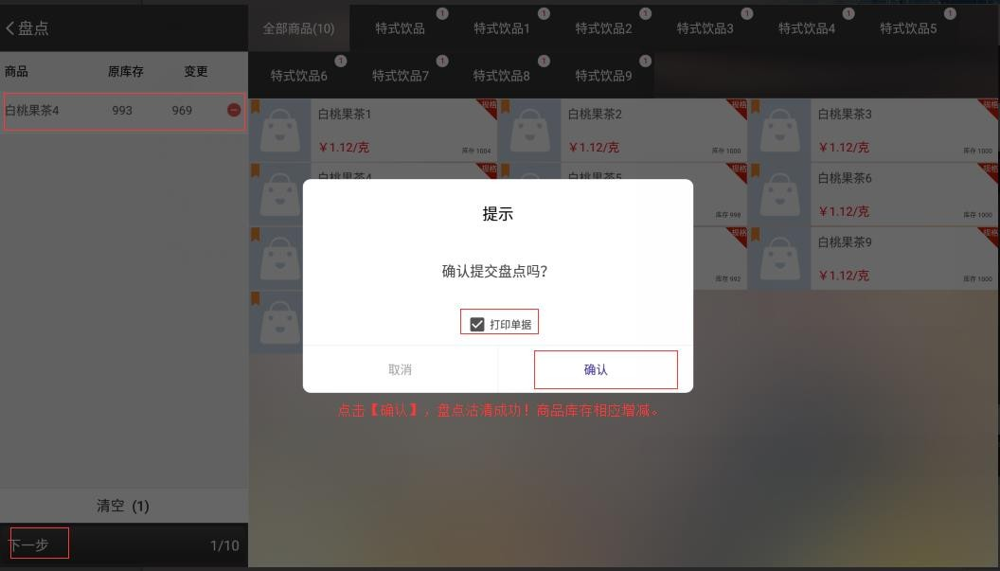 盘点
商品 原库存 变更
白桃果茶4 993 969
清空 (1)
下一步 1/10
全部商品(10) 特式饮品 1 特式饮品1 1 特式饮品2 1 特式饮品3 1 特式饮品4 1 特式饮品5 1
特式饮品6 1 特式饮品7 1 特式饮品8 1 特式饮品9 1
白桃果茶1 规格 白桃果茶2 规格 白桃果茶3 规格
￥1.12/克 库存 1004 ￥1.12/克 库存 1000 ￥1.12/克 库存 1000
白桃果茶4 规格 白桃果茶5 规格 白桃果茶6 规格
库存 998 ￥1.12/克 库存 1000
规格 白桃果茶9 规格
库存 992 ￥1.12/克 库存 1000
提示
确认提交盘点吗?
打印单据
取消 确认
点击【确认】，盘点沽清成功！商品库存相应增减。